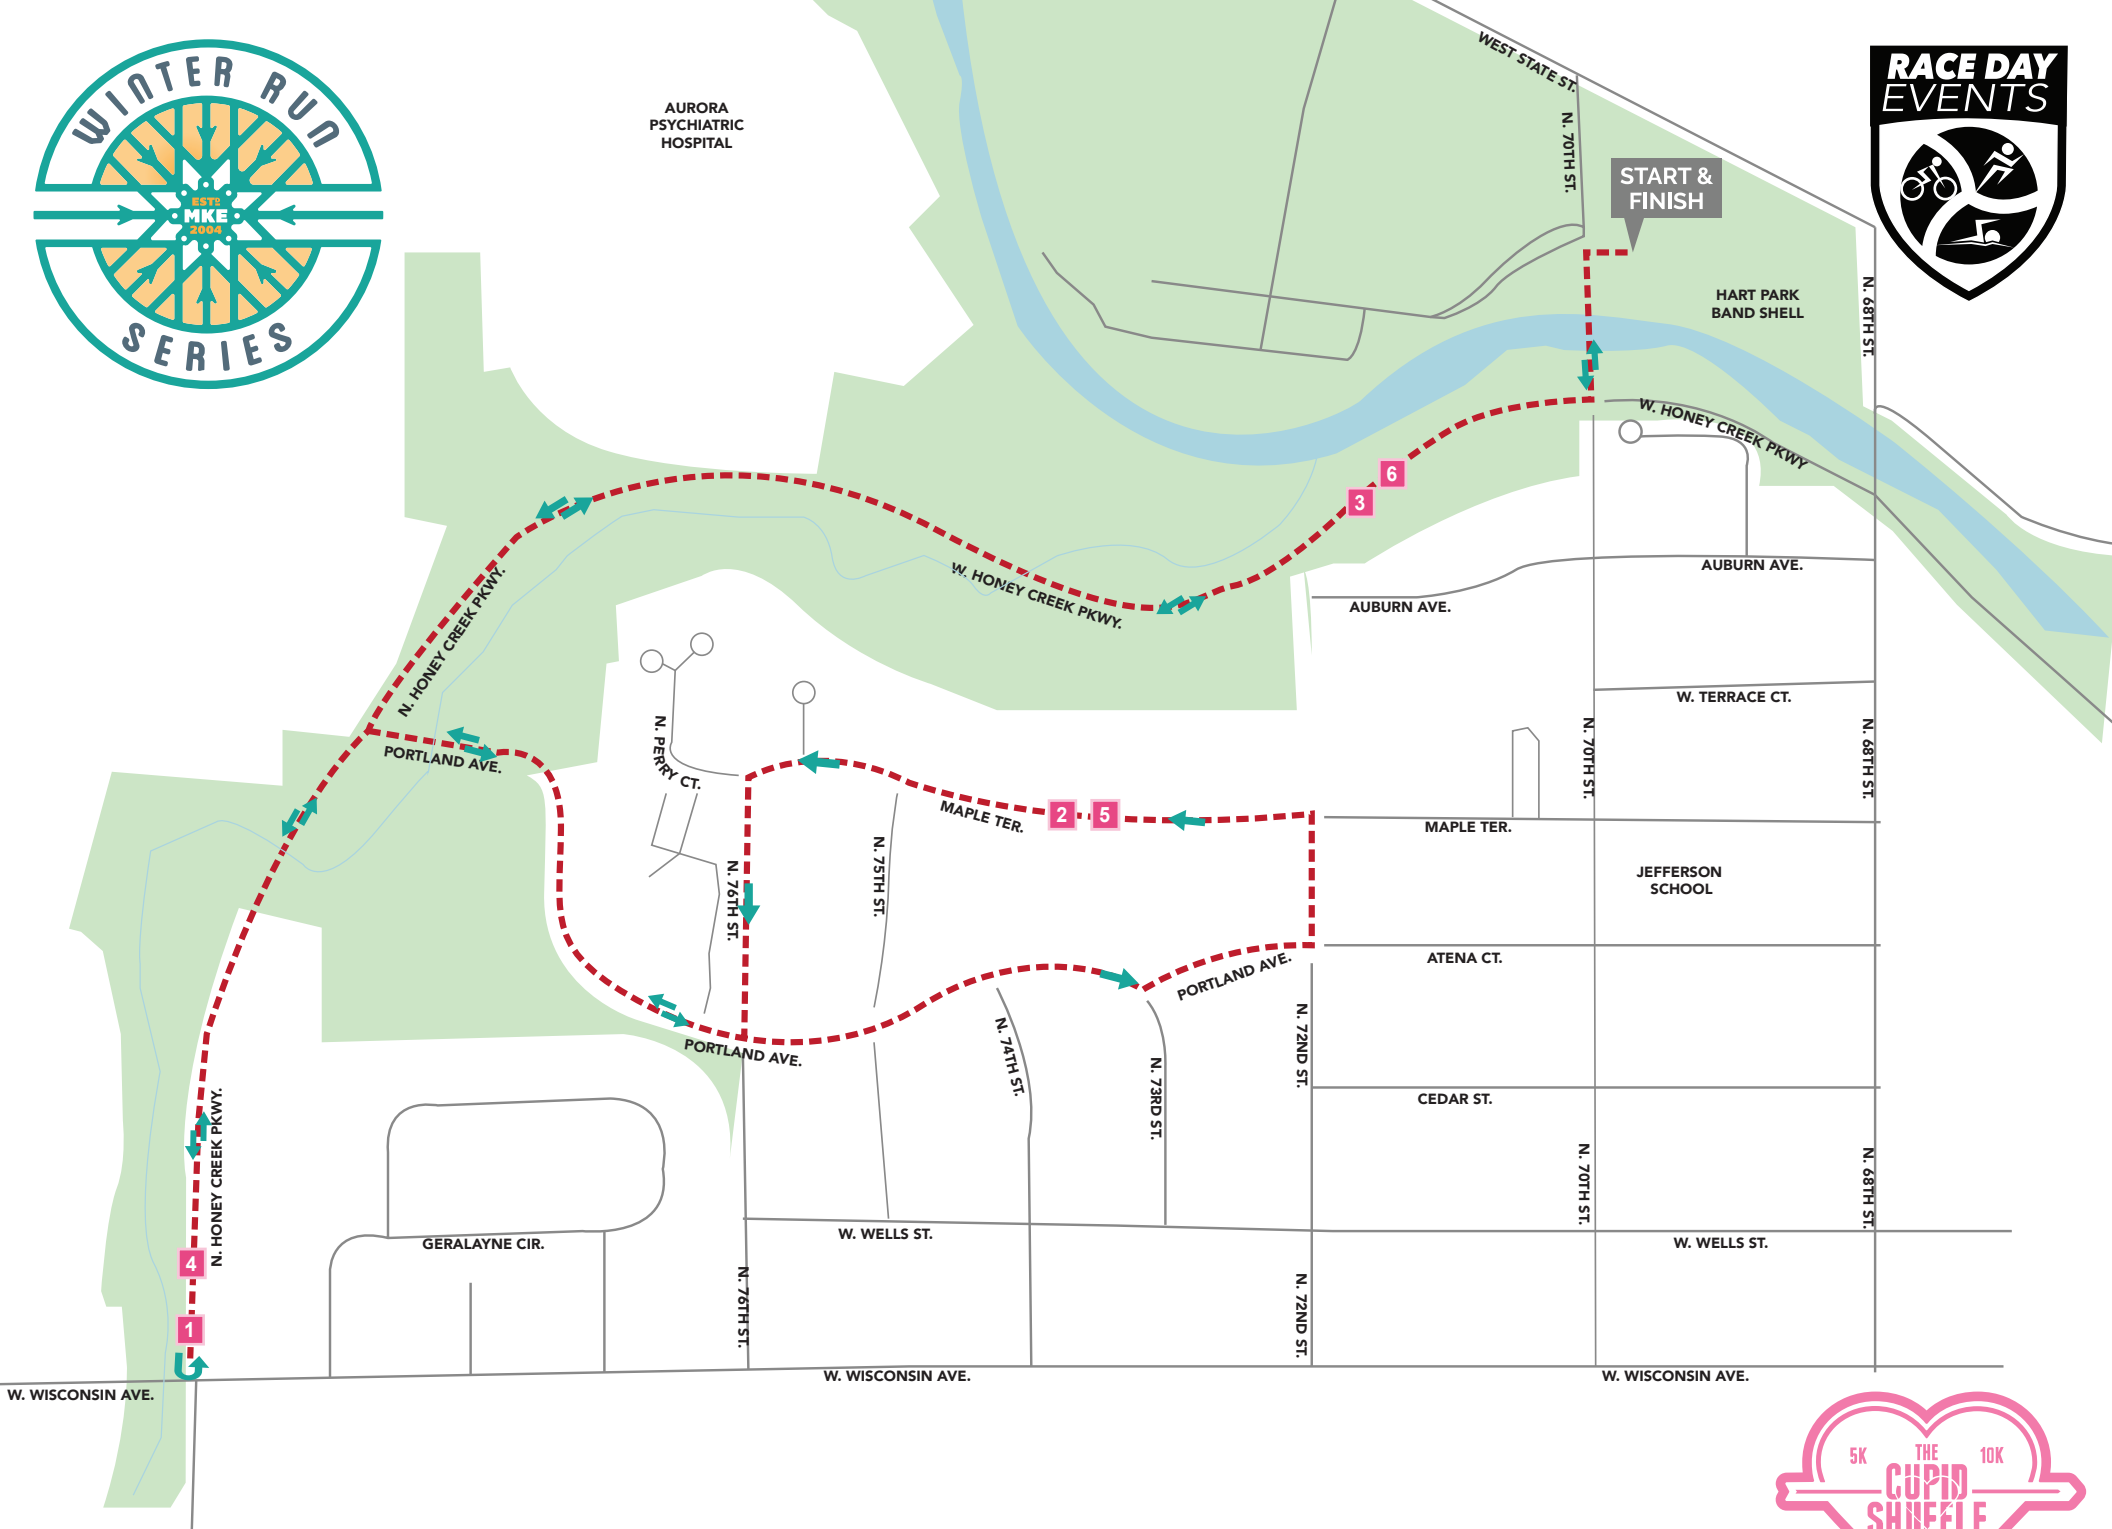 WINTER RUN
ESTD
MKE
2004
SERIES
AURORA
PSYCHIATRIC
HOSPITAL
WEST STATE ST.
N. 70TH ST.
START &
FINISH
RACE DAY
EVENTS
HART PARK
BAND SHELL
N. 68TH ST.
W. HONEY CREEK PKWY
6
3
W. HONEY CREEK PKWY.
N. HONEY CREEK PKWY.
AUBURN AVE.
AUBURN AVE.
W. TERRACE CT.
N. PERRY CT.
PORTLAND AVE.
N. 70TH ST.
N. 68TH ST.
MAPLE TER.
2
5
MAPLE TER.
N. 76TH ST.
N. 75TH ST.
JEFFERSON
SCHOOL
PORTLAND AVE.
ATENA CT.
PORTLAND AVE.
N. 74TH ST.
N. 73RD ST.
N. 72ND ST.
CEDAR ST.
N. HONEY CREEK PKWY.
N. 70TH ST.
N. 68TH ST.
GERALAYNE CIR.
W. WELLS ST.
W. WELLS ST.
4
1
N. 76TH ST.
N. 72ND ST.
W. WISCONSIN AVE.
W. WISCONSIN AVE.
W. WISCONSIN AVE.
5K
THE
10K
CUPID
SHUFFLE